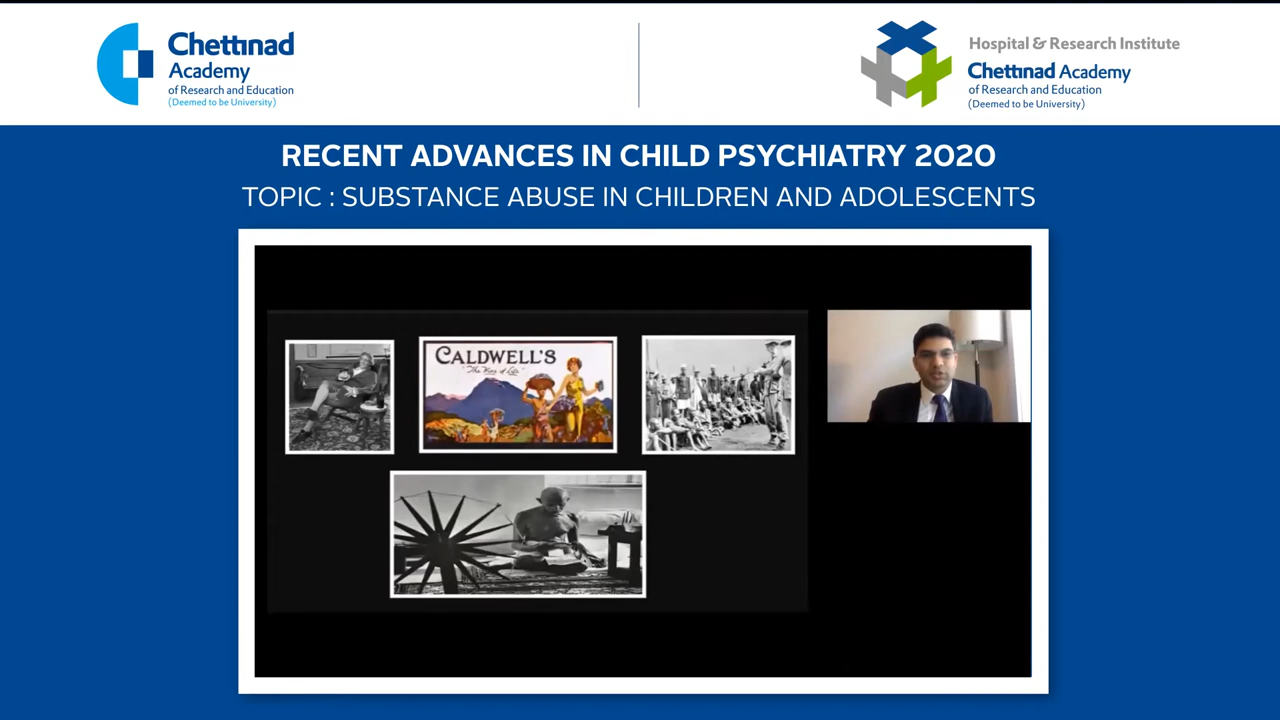 Chettinad
Academy
of Research and Education
(Deemed to be University)
Hospital & Research Institute
Chettinad Academy
of Research and Education
(Deemed to be University)
RECENT ADVANCES IN CHILD PSYCHIATRY 2020
TOPIC : SUBSTANCE ABUSE IN CHILDREN AND ADOLESCENTS
CALDWELL'S